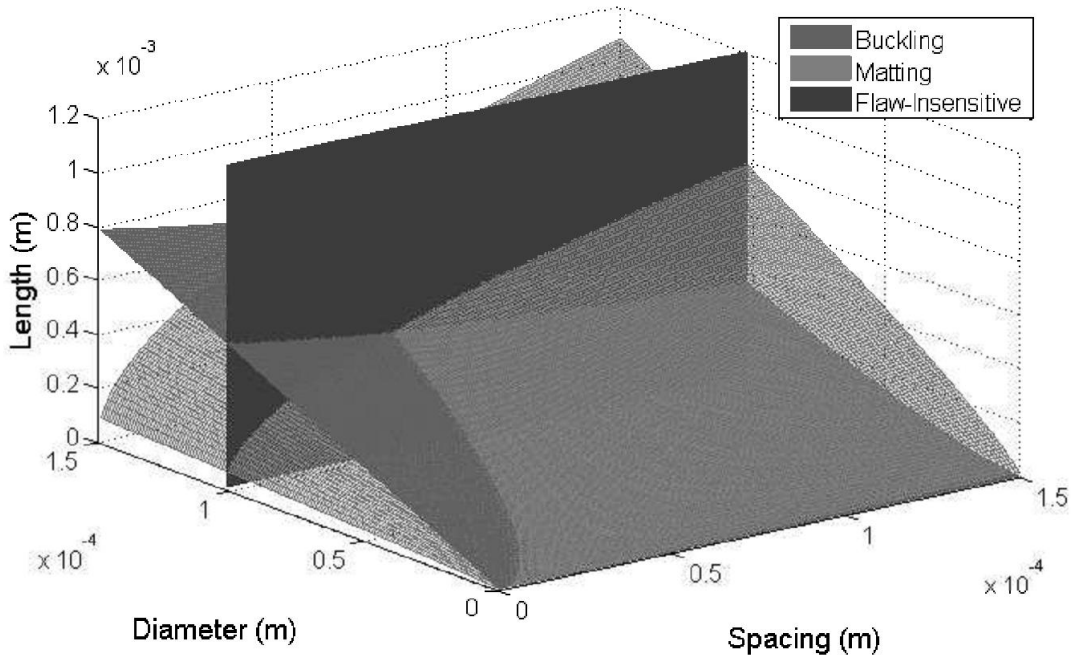 x 10⁻³
Buckling
Matting
Flaw-Insensitive
1.2
1
0.8
0.6
0.4
0.2
0
Length (m)
1.5
1
0.5
0
x 10⁻⁴
Diameter (m)
0
0.5
1
1.5
x 10⁻⁴
Spacing (m)